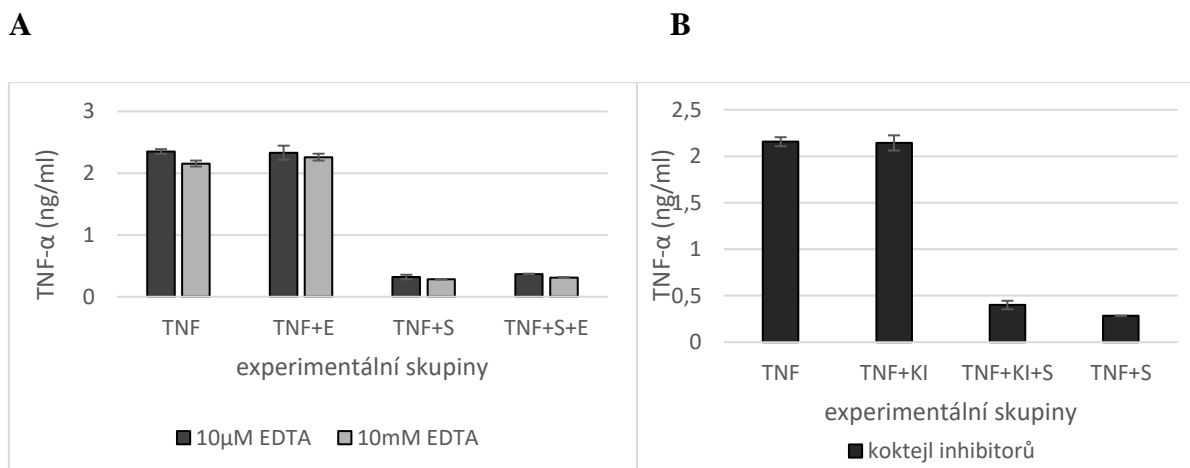 A
B
3
2
1
0
TNF-α (ng/ml)
TNF TNF+E TNF+S TNF+S+E
experimentální skupiny
10µM EDTA 10mM EDTA
2,5
2
1,5
1
0,5
0
TNF-α (ng/ml)
TNF TNF+KI TNF+KI+S TNF+S
experimentální skupiny
koktejl inhibitorů